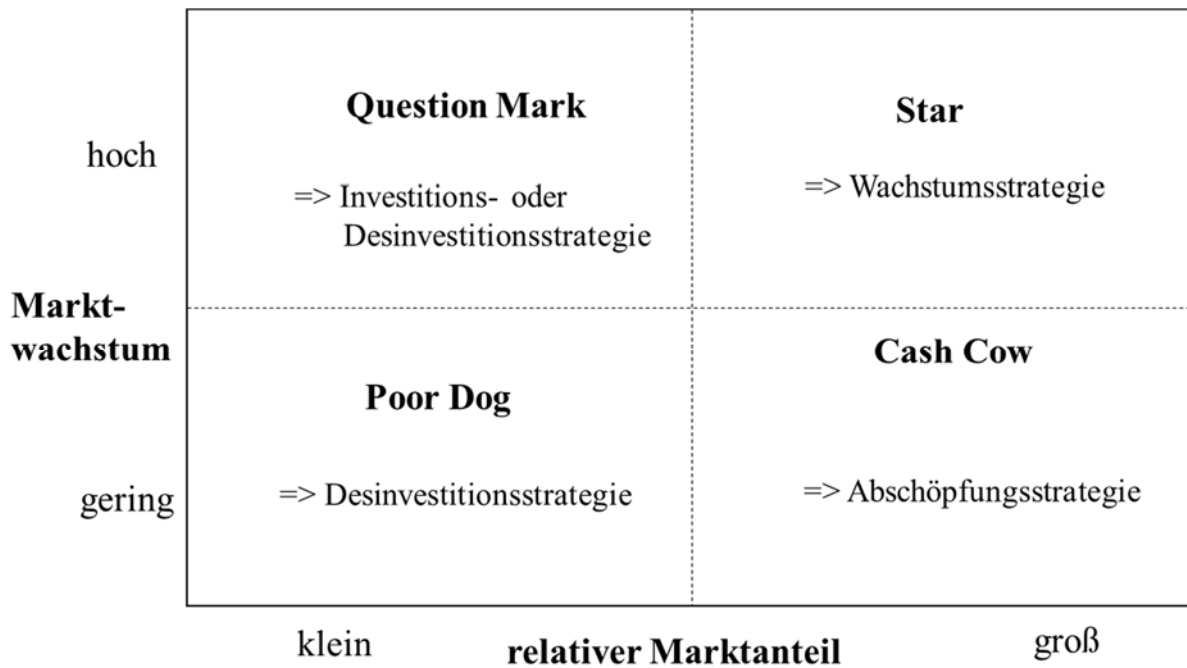 Question Mark
Star
hoch
=> Investitions- oder
Desinvestitionsstrategie
=> Wachstumsstrategie
Markt-
wachstum
Poor Dog
Cash Cow
gering
=> Desinvestitionsstrategie
=> Abschöpfungsstrategie
klein
relativer Marktanteil
groß